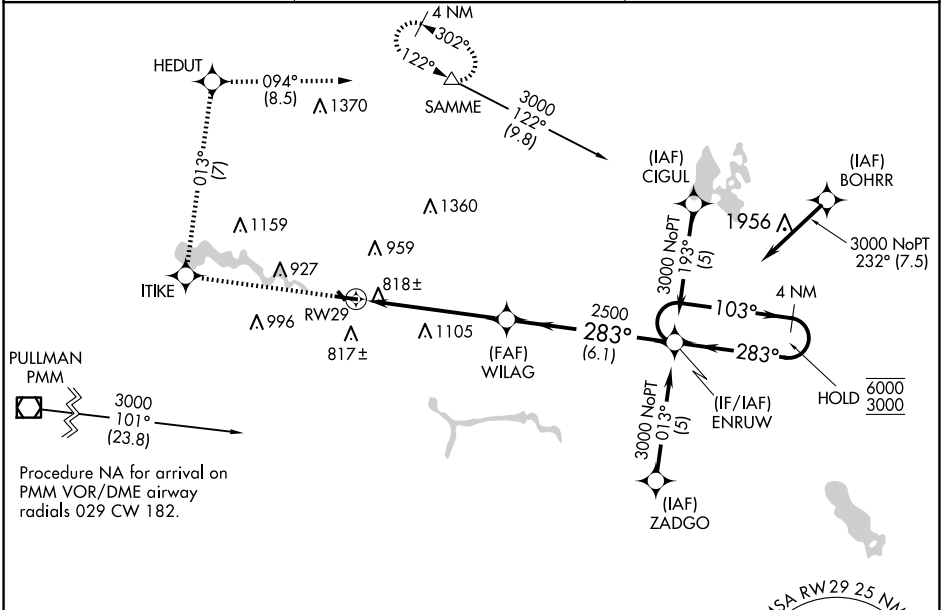 4 NM
302°
122°
SAMME
3000
122°
(9.8)
HEDUT
094°
(8.5)
1370
013°
(7)
(IAF)
CIGUL
(IAF)
BOHRR
1956
3000 NoPT
232° (7.5)
3000 NoPT
193°
(5)
1360
1159
959
927
818±
ITIKE
RW29
996
817±
1105
(FAF)
WILAG
2500
283°
(6.1)
4 NM
103°
283°
HOLD
6000
3000
(IF/IAF)
ENRUW
3000 NoPT
013°
(5)
(IAF)
ZADGO
PULLMAN
PMM
3000
101°
(23.8)
Procedure NA for arrival on
PMM VOR/DME airway
radials 029 CW 182.
RW29 25